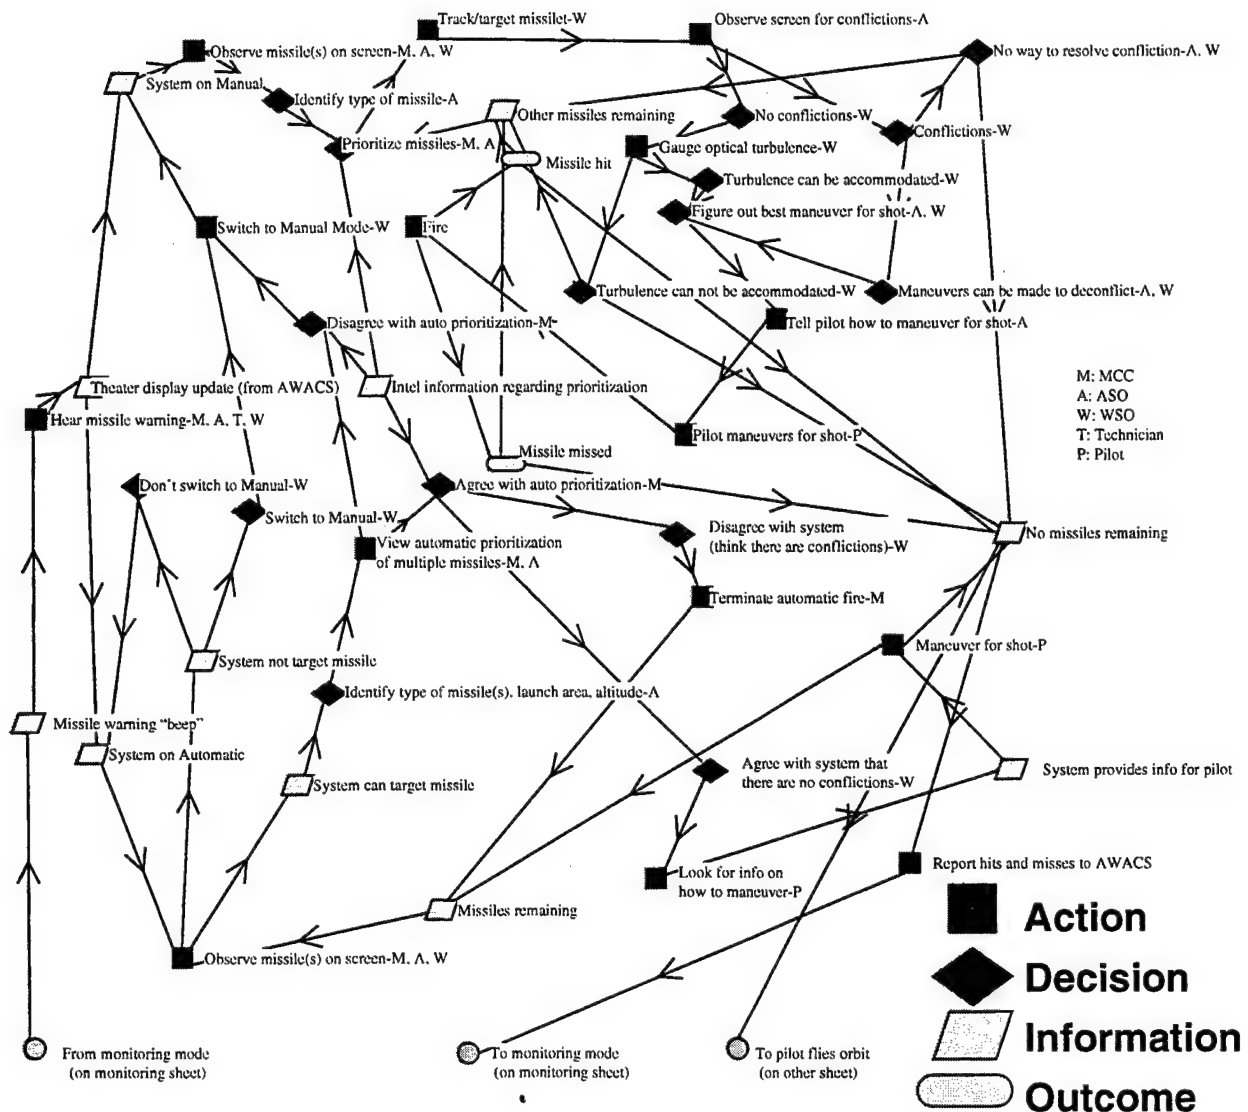 Track/target missilet-W
Observe screen for conflictions-A
Observe missile(s) on screen-M, A, W
No way to resolve confliction-A, W
System on Manual
Identify type of missile-A
Other missiles remaining
No conflictions-W
Conflictions-W
Prioritize missiles-M, A
Gauge optical turbulence-W
Missile hit
Turbulence can be accommodated-W
Figure out best maneuver for shot-A, W
Switch to Manual Mode-W
Fire
Turbulence can not be accommodated-W
Maneuvers can be made to deconflict-A, W
Disagree with auto prioritization-M
Tell pilot how to maneuver for shot-A
Theater display update (from AWACS)
Intel information regarding prioritization
M: MCC
A: ASO
W: WSO
T: Technician
P: Pilot
Hear missile warning-M, A, T, W
Pilot maneuvers for shot-P
Missile missed
Don't switch to Manual-W
Agree with auto prioritization-M
Switch to Manual-W
Disagree with system
(think there are conflictions)-W
No missiles remaining
View automatic prioritization
of multiple missiles-M, A
Terminate automatic fire-M
Maneuver for shot-P
System not target missile
Identify type of missile(s), launch area, altitude-A
Missile warning “beep”
System on Automatic
Agree with system that
there are no conflictions-W
System provides info for pilot
System can target missile
Look for info on
how to maneuver-P
Report hits and misses to AWACS
Missiles remaining
Observe missile(s) on screen-M, A, W
Action
Decision
Information
Outcome
From monitoring mode
(on monitoring sheet)
To monitoring mode
(on monitoring sheet)
To pilot flies orbit
(on other sheet)